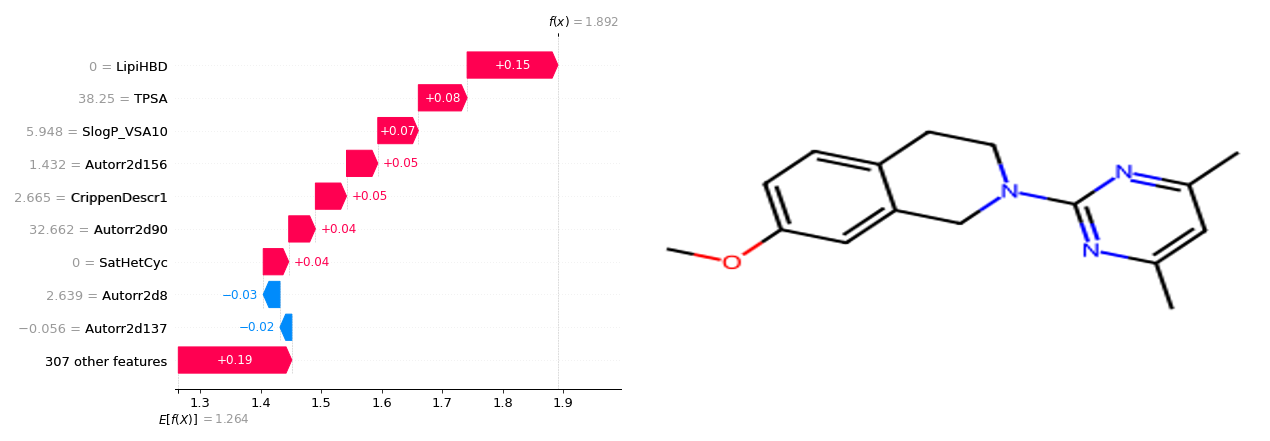 f(x) = 1.892
0 = LipiHBD +0.15
38.25 = TPSA +0.08
5.948 = SlogP_VSA10 +0.07
1.432 = Autorr2d156 +0.05
2.665 = CrippenDescr1 +0.05
32.662 = Autorr2d90 +0.04
0 = SatHetCyc +0.04
2.639 = Autorr2d8 −0.03
−0.056 = Autorr2d137 −0.02
307 other features +0.19
1.3 1.4 1.5 1.6 1.7 1.8 1.9
E[f(X)] = 1.264
N
N
N
O